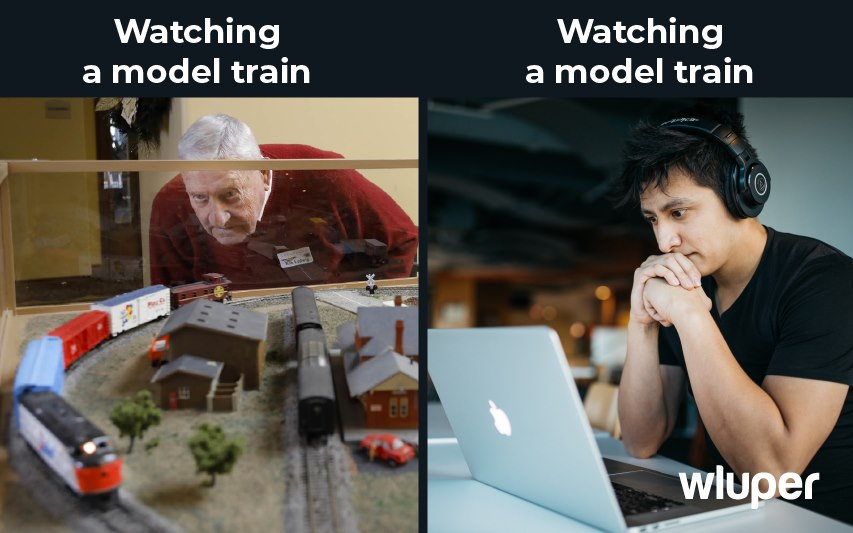 Watching
a model train
Watching
a model train
wluper